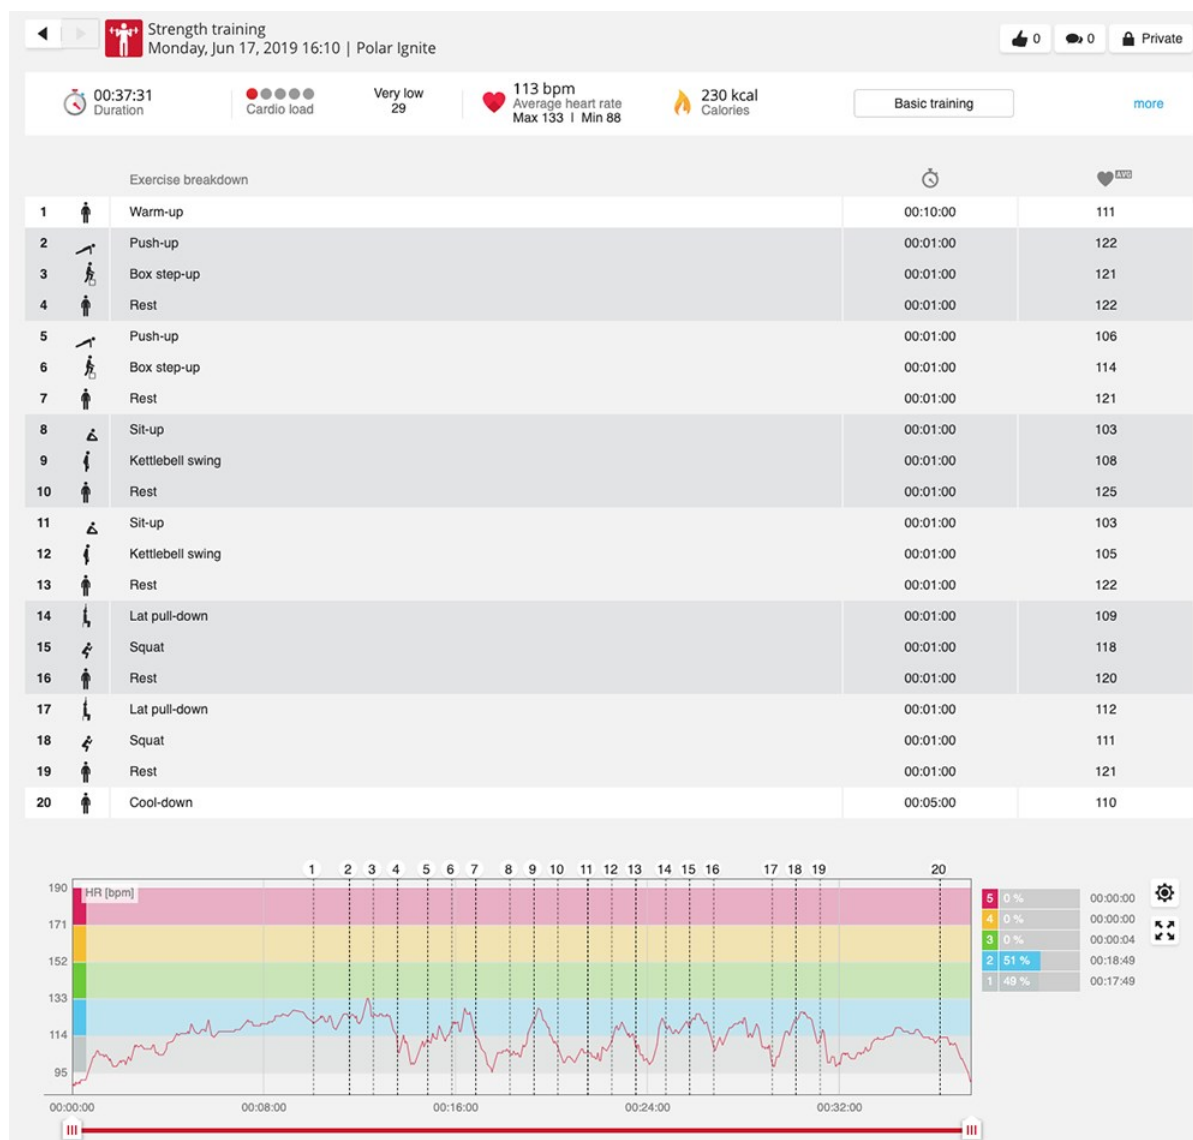 Strength training
Monday, Jun 17, 2019 16:10 | Polar Ignite
0
0
Private
00:37:31
Duration
Cardio load
Very low
29
113 bpm
Average heart rate
Max 133 | Min 88
230 kcal
Calories
Basic training
more
Exercise breakdown
AVG
1 Warm-up 00:10:00 111
2 Push-up 00:01:00 122
3 Box step-up 00:01:00 121
4 Rest 00:01:00 122
5 Push-up 00:01:00 106
6 Box step-up 00:01:00 114
7 Rest 00:01:00 121
8 Sit-up 00:01:00 103
9 Kettlebell swing 00:01:00 108
10 Rest 00:01:00 125
11 Sit-up 00:01:00 103
12 Kettlebell swing 00:01:00 105
13 Rest 00:01:00 122
14 Lat pull-down 00:01:00 109
15 Squat 00:01:00 118
16 Rest 00:01:00 120
17 Lat pull-down 00:01:00 112
18 Squat 00:01:00 111
19 Rest 00:01:00 121
20 Cool-down 00:05:00 110
1 2 3 4 5 6 7 8 9 10 11 12 13 14 15 16 17 18 19 20
HR [bpm]
190
171
152
133
114
95
00:00:00 00:08:00 00:16:00 00:24:00 00:32:00
5 0 % 00:00:00
4 0 % 00:00:00
3 0 % 00:00:04
2 51 % 00:18:49
1 49 % 00:17:49